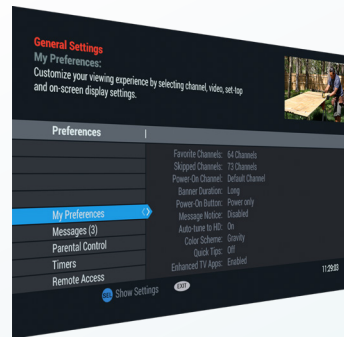 General Settings
My Preferences:
Customize your viewing experience by selecting channel, video, set-top
and on-screen display settings.
Preferences
Favorite Channels: 64 Channels
Skipped Channels: 73 Channels
Power-On Channel: Default Channel
Banner Duration: Long
Power-On Button: Power only
My Preferences
Message Notice: Disabled
Messages (3)
Auto-tune to HD: On
Parental Control
Color Scheme: Gravity
Timers
Quick Tips: Off
Remote Access
Enhanced TV Apps: Enabled
SEL Show Settings
EXIT
11:29:03